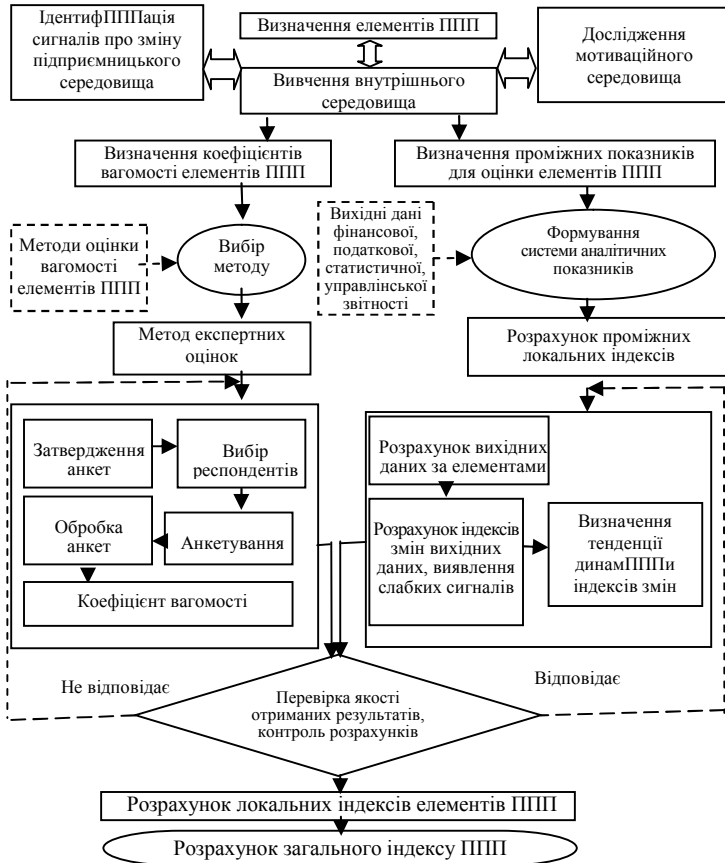 ІдентифПППація
сигналів про зміну
підприємницького
середовища
Визначення елементів ППП
Дослідження
мотиваційного
середовища
Вивчення внутрішнього
середовища
Визначення коефіцієнтів
вагомості елементів ППП
Визначення проміжних показників
для оцінки елементів ППП
Методи оцінки
вагомості
елементів ППП
Вибір
методу
Вихідні дані
фінансової,
податкової,
статистичної,
управлінської
звітності
Формування
системи аналітичних
показників
Метод експертних
оцінок
Розрахунок проміжних
локальних індексів
Затвердження
анкет
Вибір
респондентів
Обробка
анкет
Анкетування
Коефіцієнт вагомості
Розрахунок вихідних
даних за елементами
Розрахунок індексів
змін вихідних
даних, виявлення
слабких сигналів
Визначення
тенденції
динамПППи
індексів змін
Не відповідає
Відповідає
Перевірка якості
отриманих результатів,
контроль розрахунків
Розрахунок локальних індексів елементів ППП
Розрахунок загального індексу ППП